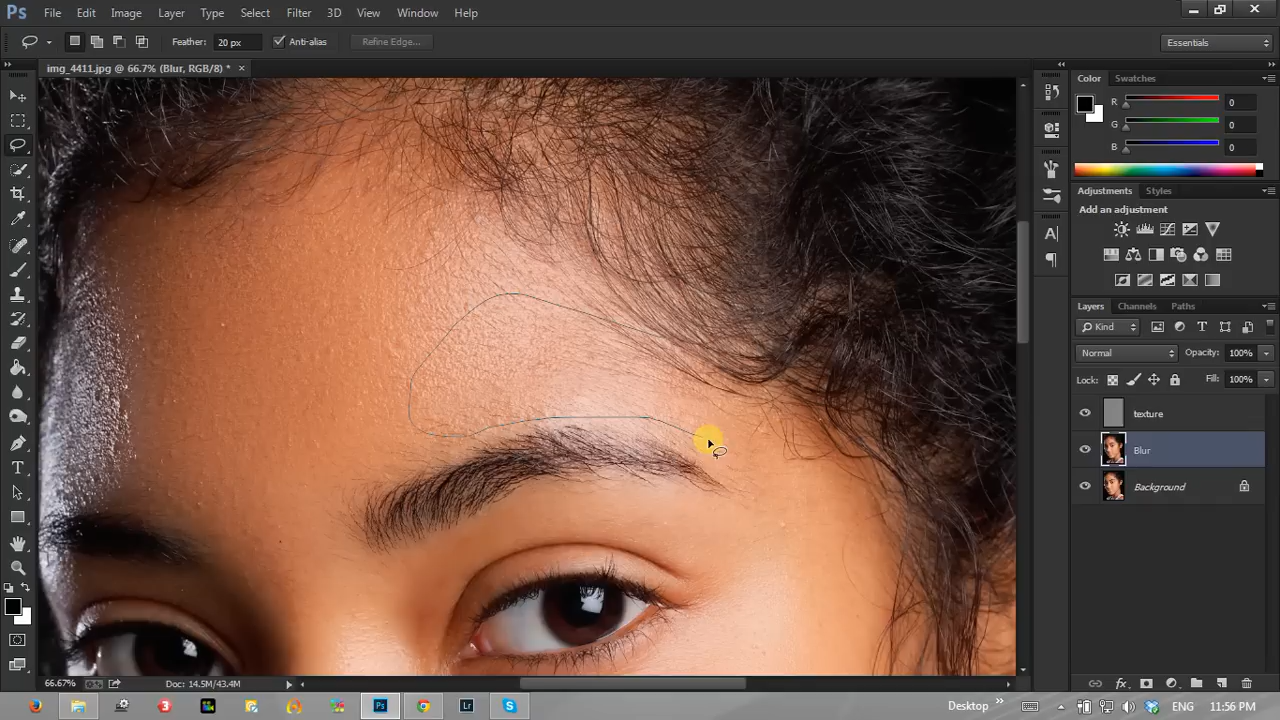 Ps File Edit Image Layer Type Select Filter 3D View Window Help
Feather: 20 px Anti-alias Refine Edge... Essentials
img_4411.jpg @ 66.7% (Blur, RGB/8) * ×
Color Swatches
R 0
G 0
B 0
Adjustments Styles
Add an adjustment
Layers Channels Paths
Kind
Normal Opacity: 100%
Lock: Fill: 100%
texture
Blur
Background
66.67% Doc: 14.5M/43.4M
Ps Lr Desktop » ENG 11:56 PM